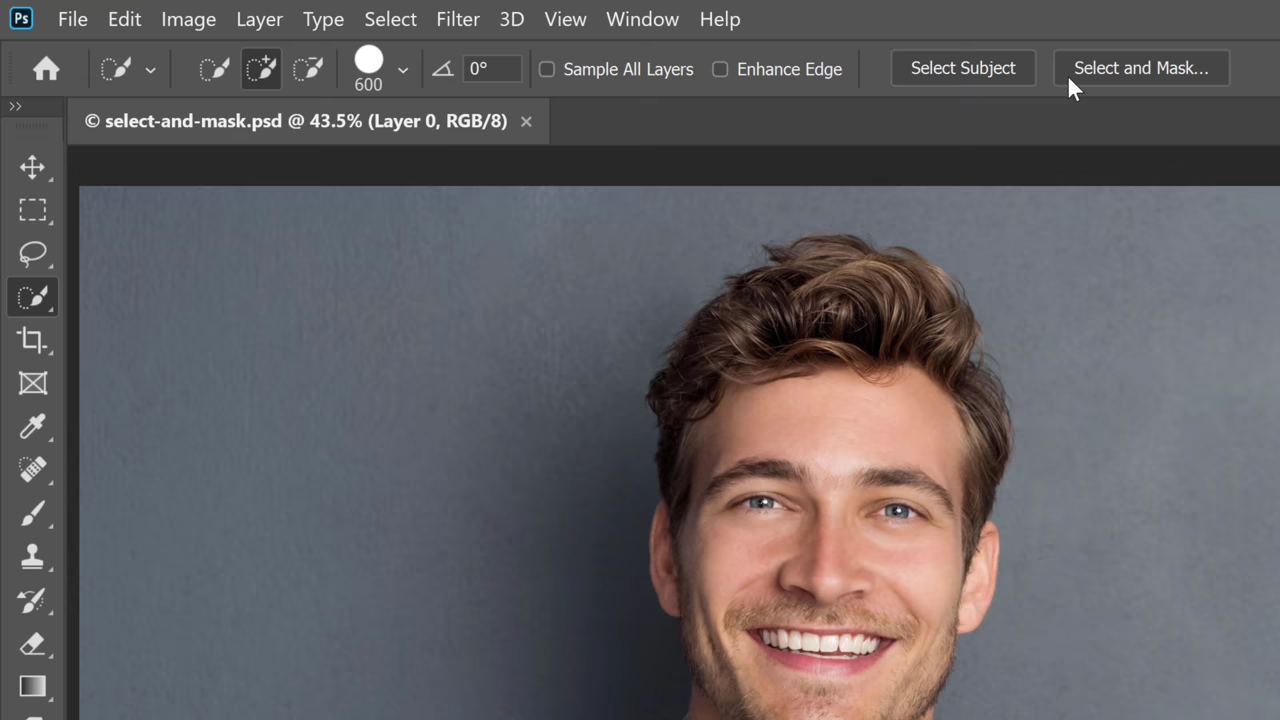 Ps File Edit Image Layer Type Select Filter 3D View Window Help
600 0° Sample All Layers Enhance Edge Select Subject Select and Mask...
© select-and-mask.psd @ 43.5% (Layer 0, RGB/8) ×